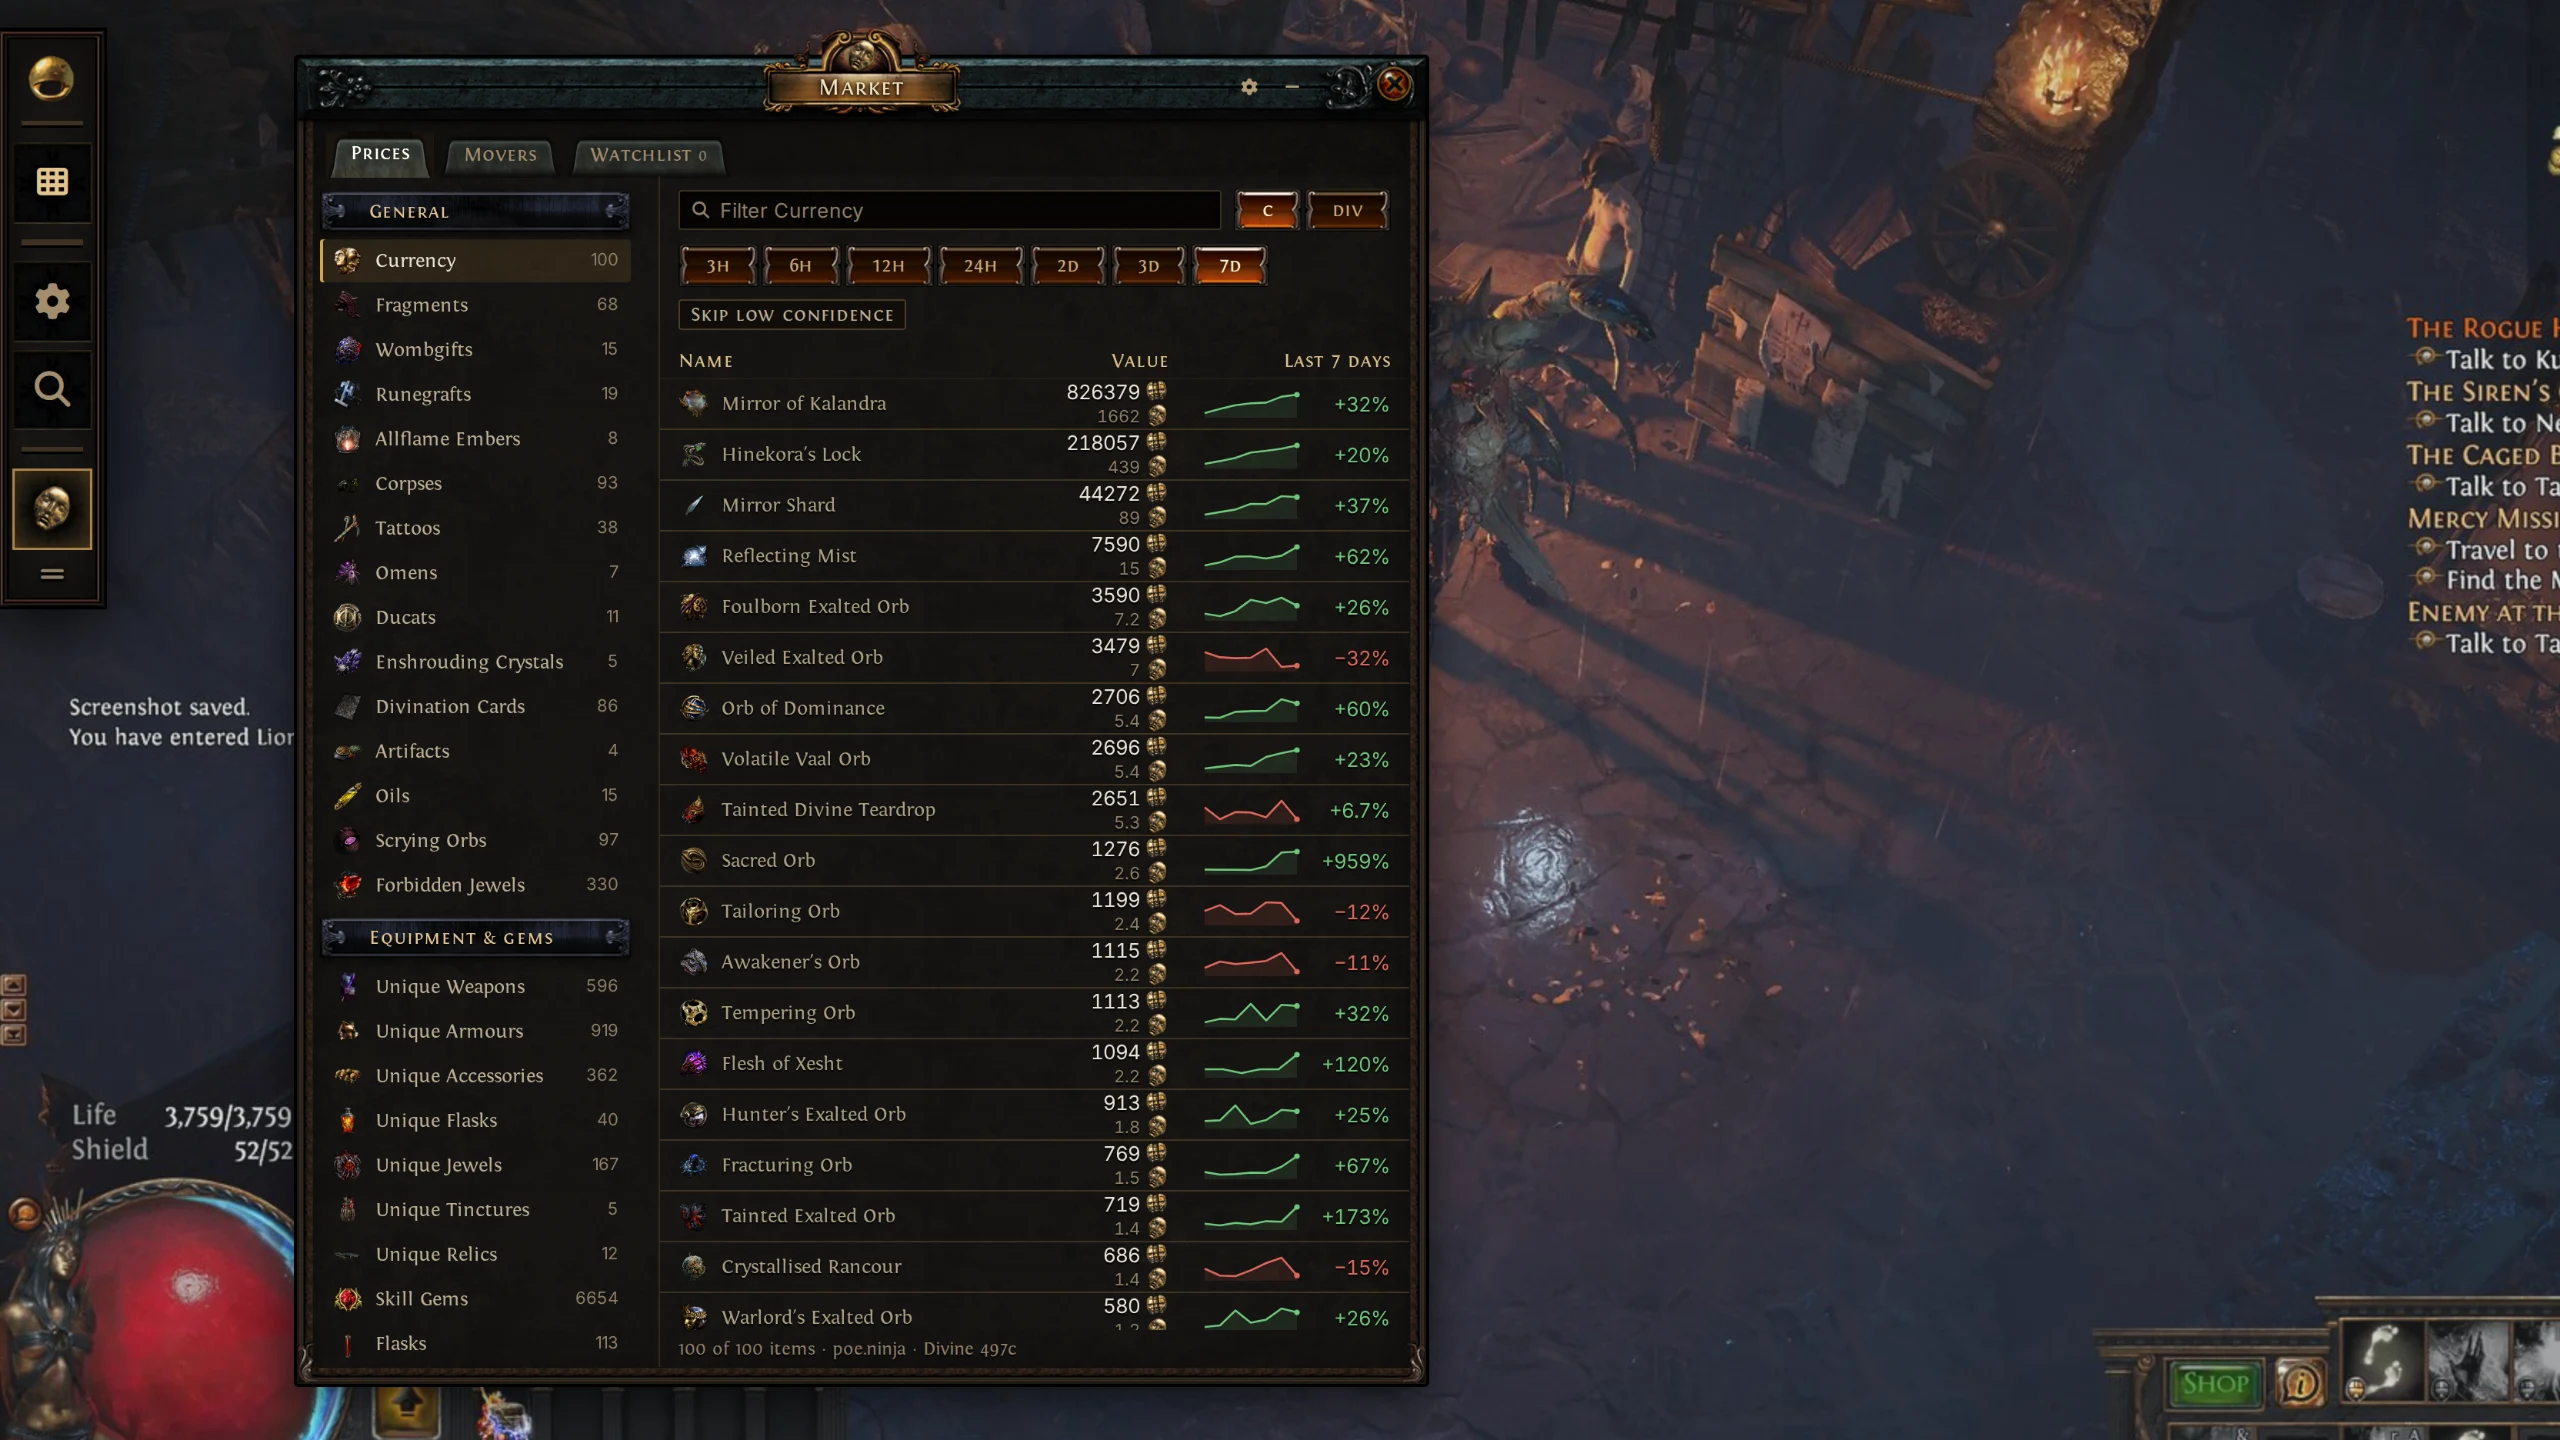 MARKET
PRICES
MOVERS
WATCHLIST 0
GENERAL
Currency 100
Fragments 68
Wombgifts 15
Runegrafts 19
Allflame Embers 8
Corpses 93
Tattoos 38
Omens 7
Ducats 11
Enshrouding Crystals 5
Divination Cards 86
Artifacts 4
Oils 15
Scrying Orbs 97
Forbidden Jewels 330
EQUIPMENT & GEMS
Unique Weapons 596
Unique Armours 919
Unique Accessories 362
Unique Flasks 40
Unique Jewels 167
Unique Tinctures 5
Unique Relics 12
Skill Gems 6654
Flasks 113
Filter Currency
C
DIV
3H
6H
12H
24H
2D
3D
7D
SKIP LOW CONFIDENCE
NAME VALUE LAST 7 DAYS
Mirror of Kalandra 826379 +32%
1662
Hinekora's Lock 218057 +20%
439
Mirror Shard 44272 +37%
89
Reflecting Mist 7590 +62%
15
Foulborn Exalted Orb 3590 +26%
7.2
Veiled Exalted Orb 3479 −32%
7
Orb of Dominance 2706 +60%
5.4
Volatile Vaal Orb 2696 +23%
5.4
Tainted Divine Teardrop 2651 +6.7%
5.3
Sacred Orb 1276 +959%
2.6
Tailoring Orb 1199 −12%
2.4
Awakener's Orb 1115 −11%
2.2
Tempering Orb 1113 +32%
2.2
Flesh of Xesht 1094 +120%
2.2
Hunter's Exalted Orb 913 +25%
1.8
Fracturing Orb 769 +67%
1.5
Tainted Exalted Orb 719 +173%
1.4
Crystallised Rancour 686 −15%
1.4
Warlord's Exalted Orb 580 +26%
100 of 100 items · poe.ninja · Divine 497c
Screenshot saved.
You have entered Lior
Life 3,759/3,759
Shield 52/52
THE ROGUE H
Talk to Ku
THE SIREN'S
Talk to Ne
THE CAGED B
Talk to Ta
MERCY MISSI
Travel to
Find the M
ENEMY AT TH
Talk to Ta
SHOP